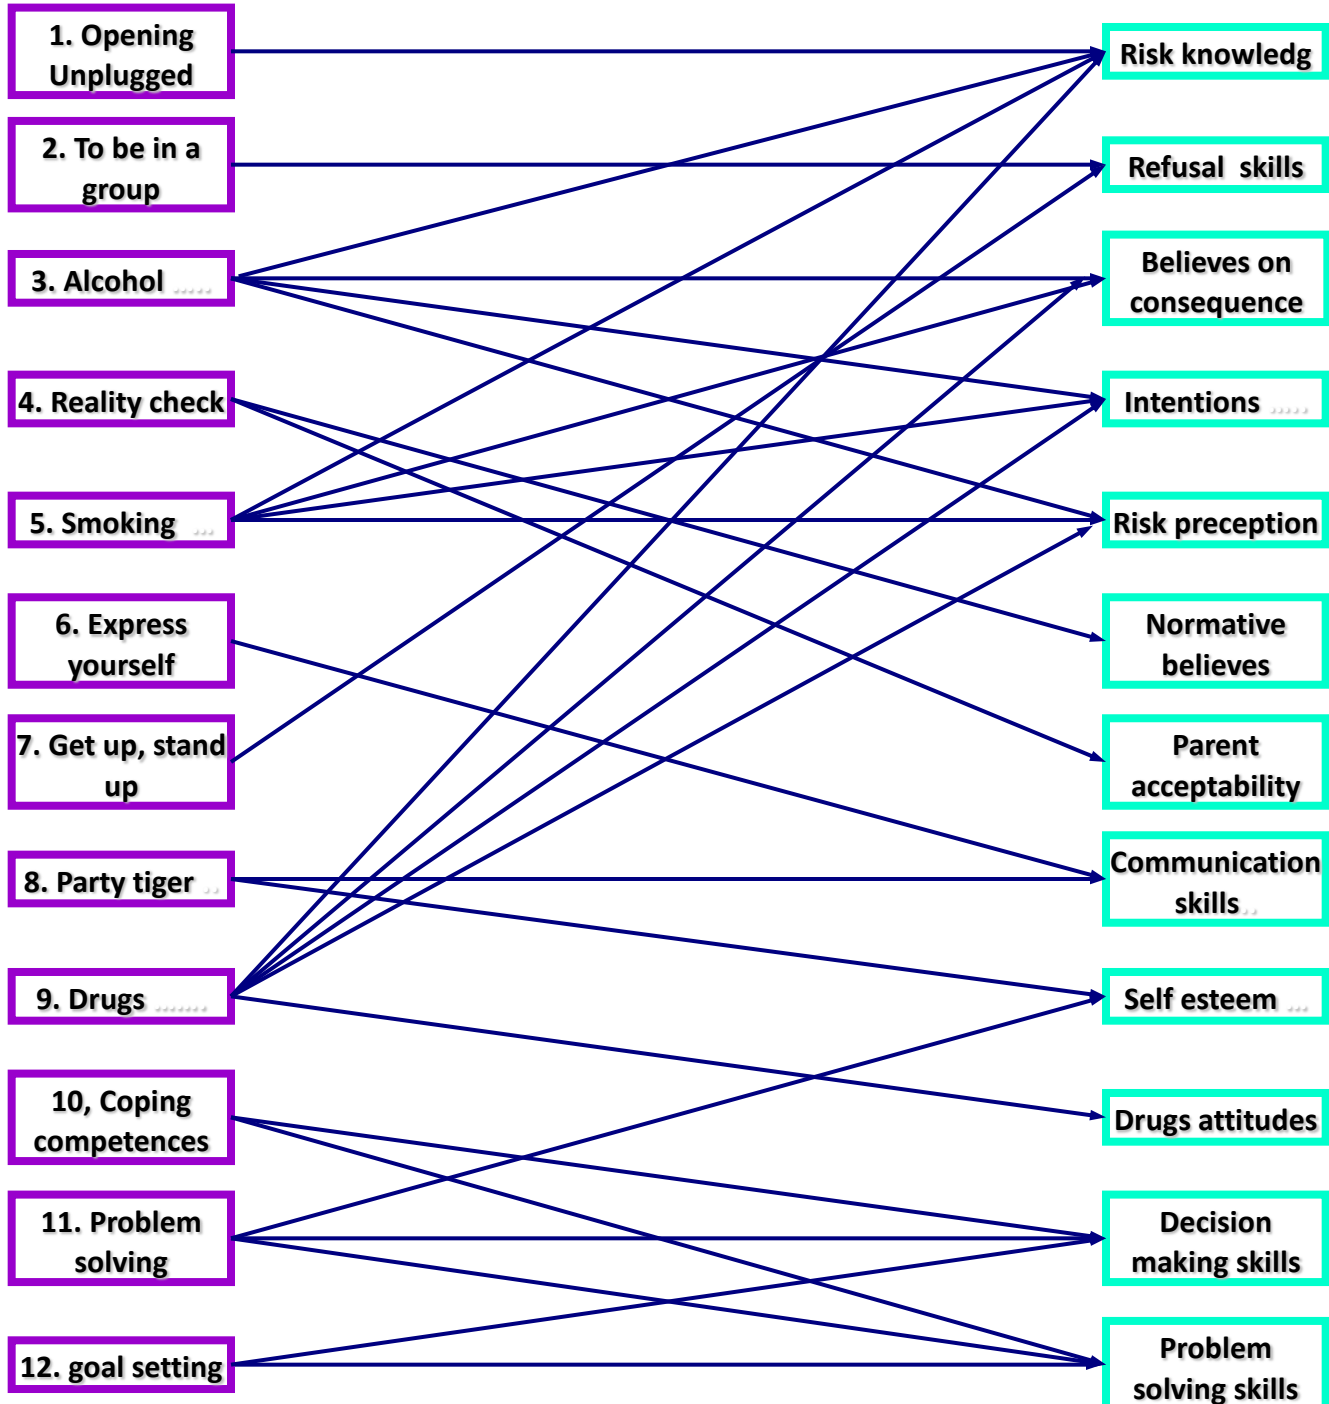 1. Opening
Unplugged
2. To be in a
group
3. Alcohol .....
4. Reality check
5. Smoking ...
6. Express
yourself
7. Get up, stand
up
8. Party tiger ..
9. Drugs .......
10, Coping
competences
11. Problem
solving
12. goal setting
Risk knowledg
Refusal skills
Believes on
consequence
Intentions .....
Risk preception
Normative
believes
Parent
acceptability
Communication
skills..
Self esteem ...
Drugs attitudes
Decision
making skills
Problem
solving skills